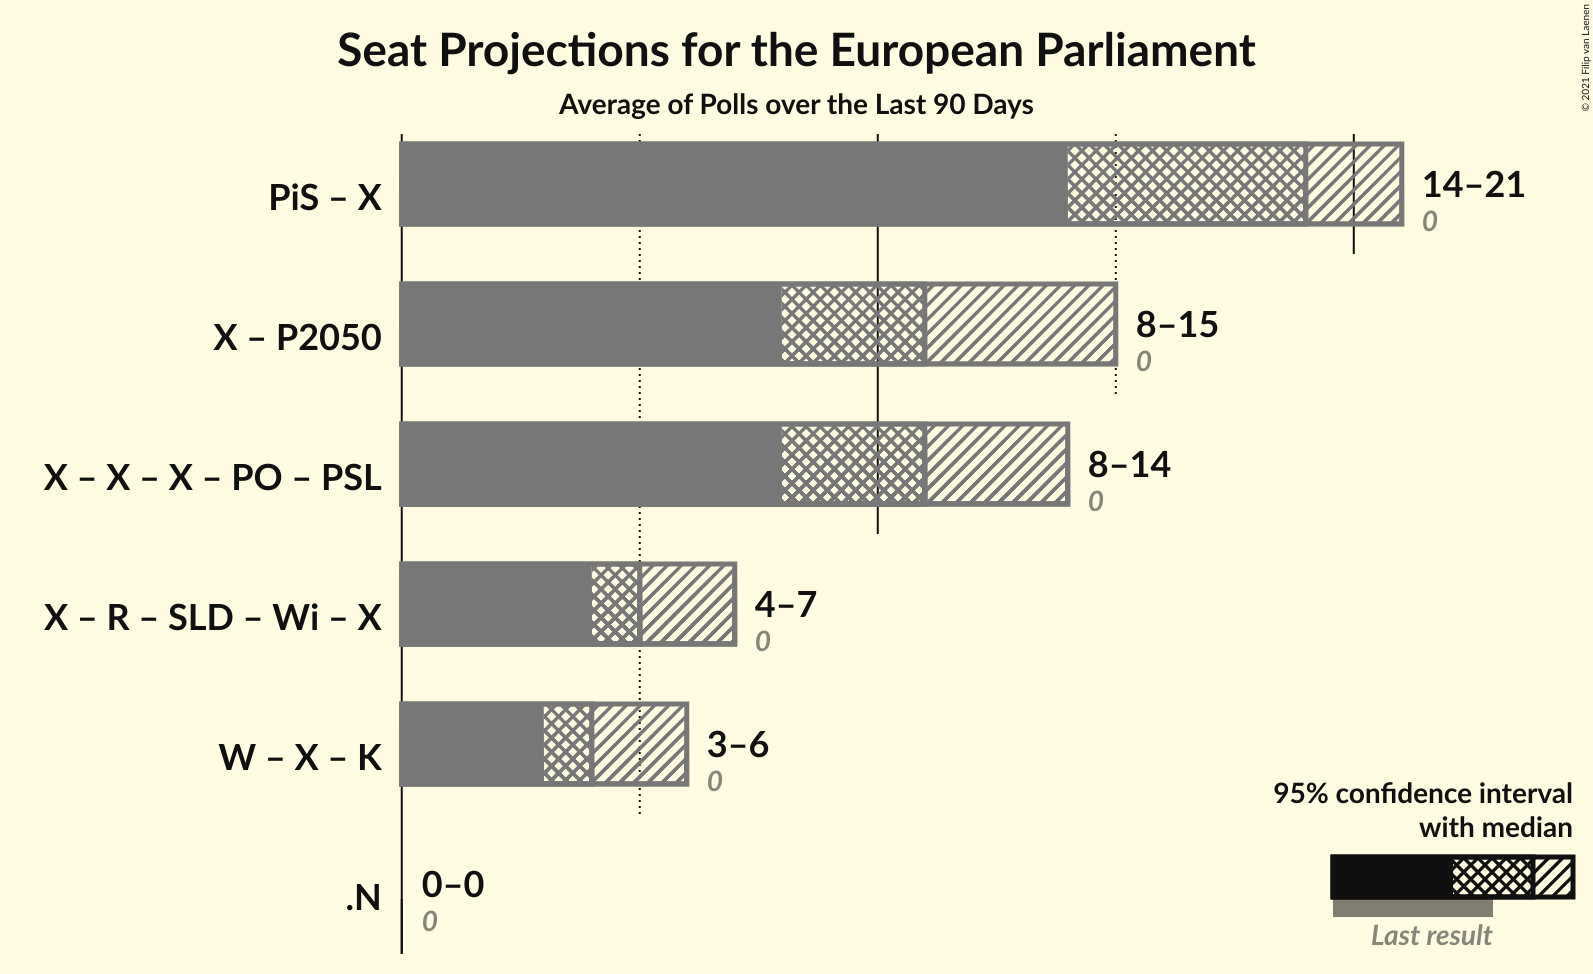 Seat Projections for the European Parliament
Average of Polls over the Last 90 Days
© 2021 Filip van Laenen
PiS – X
14–21
0
X – P2050
8–15
0
X – X – X – PO – PSL
8–14
0
X – R – SLD – Wi – X
4–7
0
W – X – K
3–6
0
.N
0–0
0
95% confidence interval
with median
Last result